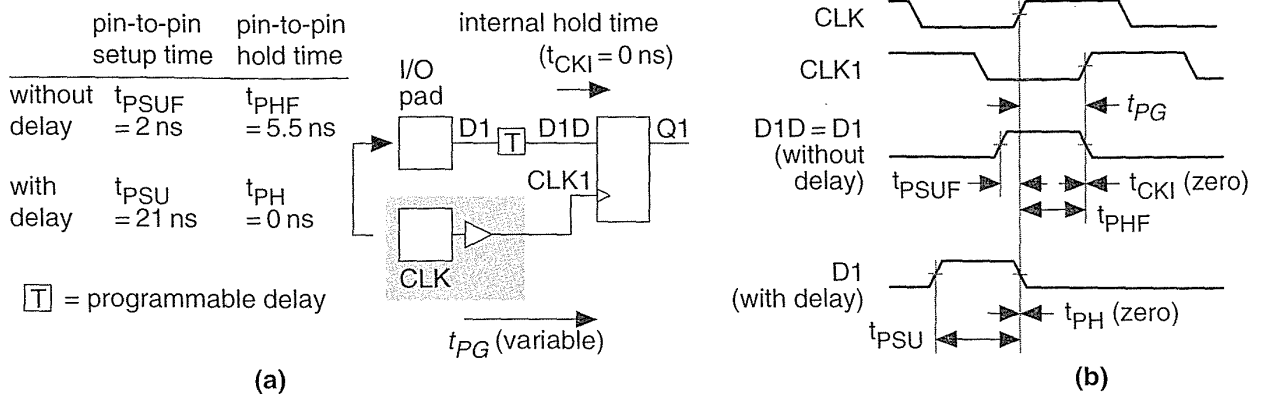 pin-to-pin setup time
pin-to-pin hold time
without delay
tPSUF = 2 ns
tPHF = 5.5 ns
with delay
tPSU = 21 ns
tPH = 0 ns
T = programmable delay
internal hold time
(tCKI = 0 ns)
I/O pad
D1
T
D1D
Q1
CLK1
CLK
tPG (variable)
(a)
CLK
CLK1
tPG
D1D = D1
(without delay)
tPSUF
tCKI (zero)
tPHF
D1
(with delay)
tPH (zero)
tPSU
(b)